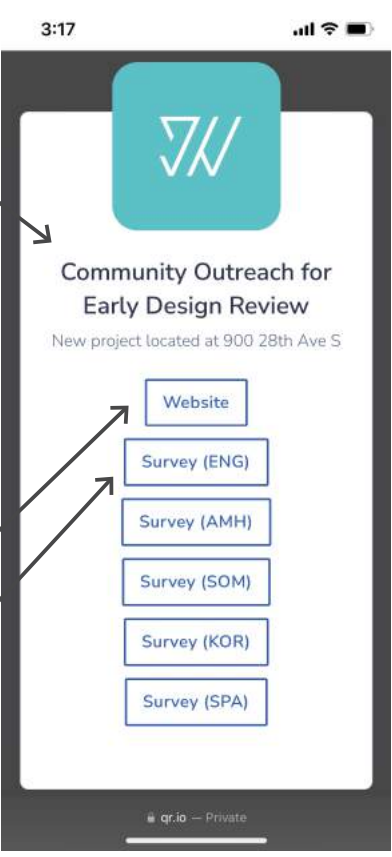 3:17
Community Outreach for
Early Design Review
New project located at 900 28th Ave S
Website
Survey (ENG)
Survey (AMH)
Survey (SOM)
Survey (KOR)
Survey (SPA)
qr.io — Private